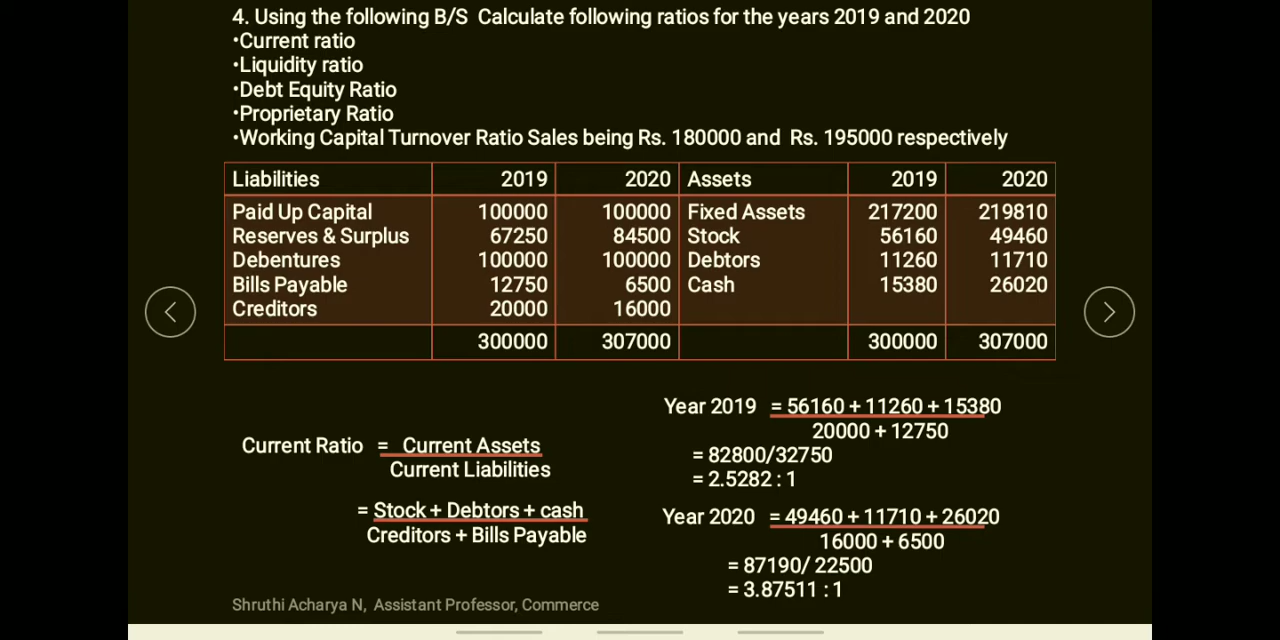 4. Using the following B/S Calculate following ratios for the years 2019 and 2020
•Current ratio
•Liquidity ratio
•Debt Equity Ratio
•Proprietary Ratio
•Working Capital Turnover Ratio Sales being Rs. 180000 and Rs. 195000 respectively
Liabilities 2019 2020 Assets 2019 2020
Paid Up Capital 100000 100000 Fixed Assets 217200 219810
Reserves & Surplus 67250 84500 Stock 56160 49460
Debentures 100000 100000 Debtors 11260 11710
Bills Payable 12750 6500 Cash 15380 26020
Creditors 20000 16000
300000 307000 300000 307000
Current Ratio = Current Assets
Current Liabilities
= Stock + Debtors + cash
Creditors + Bills Payable
Year 2019 = 56160 + 11260 + 15380
20000 + 12750
= 82800/32750
= 2.5282 : 1
Year 2020 = 49460 + 11710 + 26020
16000 + 6500
= 87190/ 22500
= 3.87511 : 1
Shruthi Acharya N, Assistant Professor, Commerce